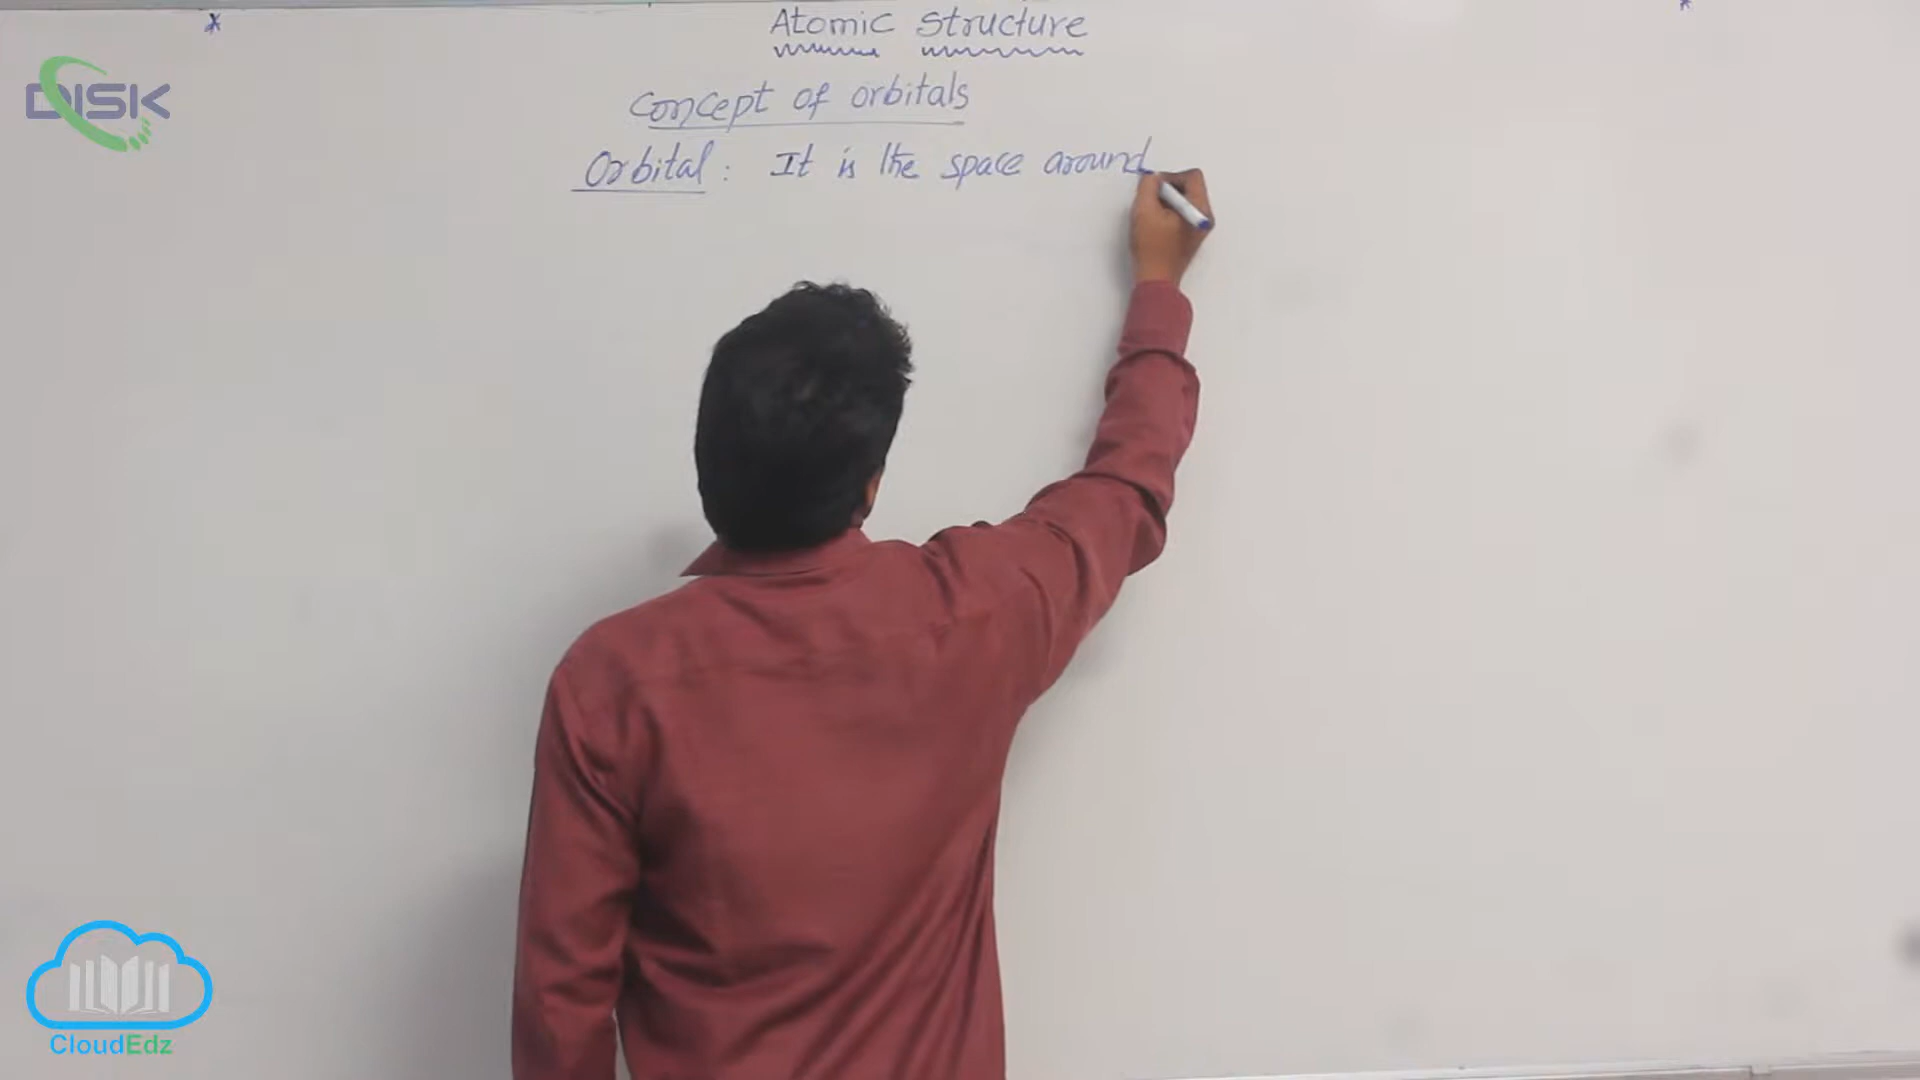 Atomic Structure
DISK
Concept of orbitals
Orbital : It is the space around
CloudEdz